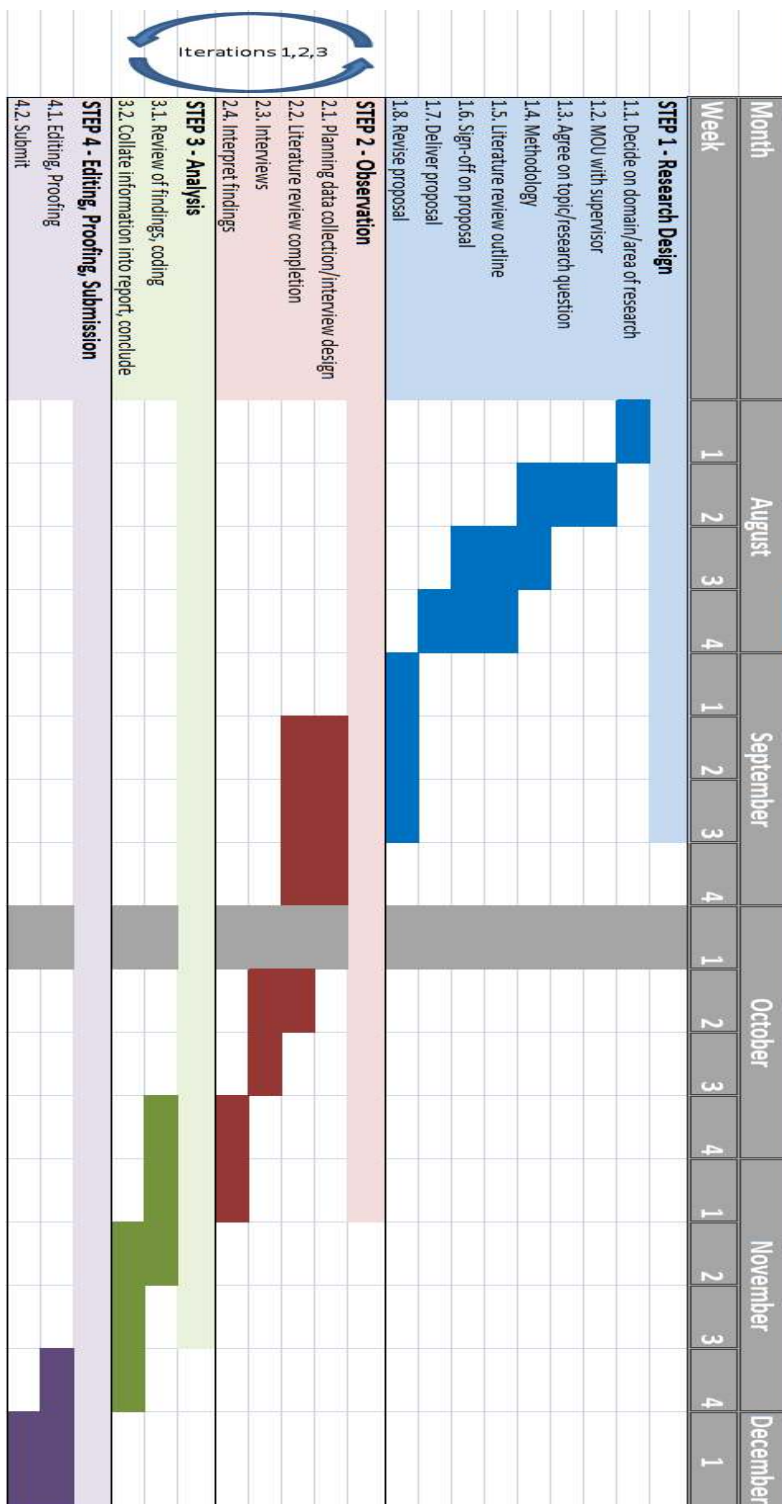 Month August September October November December
Week 1 2 3 4 1 2 3 4 1 2 3 4 1 2 3 4 1
STEP 1 - Research Design
1.1. Decide on domain/area of research
1.2. MOU with supervisor
1.3. Agree on topic/research question
1.4. Methodology
1.5. Literature review outline
1.6. Sign-off on proposal
1.7. Deliver proposal
1.8. Revise proposal
STEP 2 - Observation
2.1. Planning data collection/interview design
2.2. Literature review completion
2.3. Interviews
2.4. Interpret findings
STEP 3 - Analysis
3.1. Review of findings, coding
3.2. Collate information into report, conclude
STEP 4 - Editing, Proofing, Submission
4.1. Editing, Proofing
4.2. Submit
Iterations 1,2,3